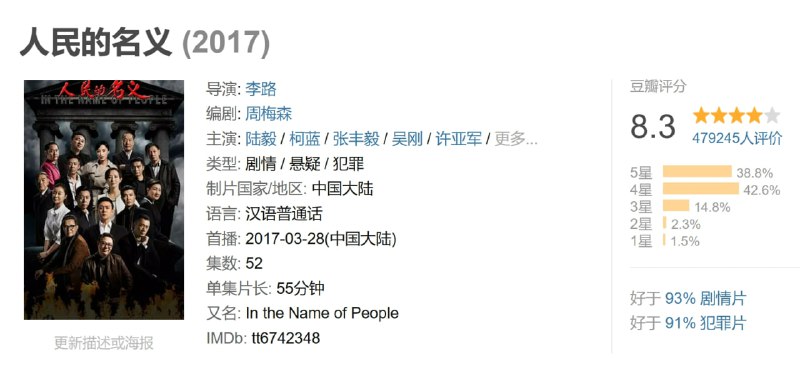 人民的名义 (2017)
人民的名义
IN THE NAME OF PEOPLE
更新描述或海报
导演: 李路
编剧: 周梅森
主演: 陆毅 / 柯蓝 / 张丰毅 / 吴刚 / 许亚军 / 更多...
类型: 剧情 / 悬疑 / 犯罪
制片国家/地区: 中国大陆
语言: 汉语普通话
首播: 2017-03-28(中国大陆)
集数: 52
单集片长: 55分钟
又名: In the Name of People
IMDb: tt6742348
豆瓣评分
8.3
479245人评价
5星 38.8%
4星 42.6%
3星 14.8%
2星 2.3%
1星 1.5%
好于 93% 剧情片
好于 91% 犯罪片